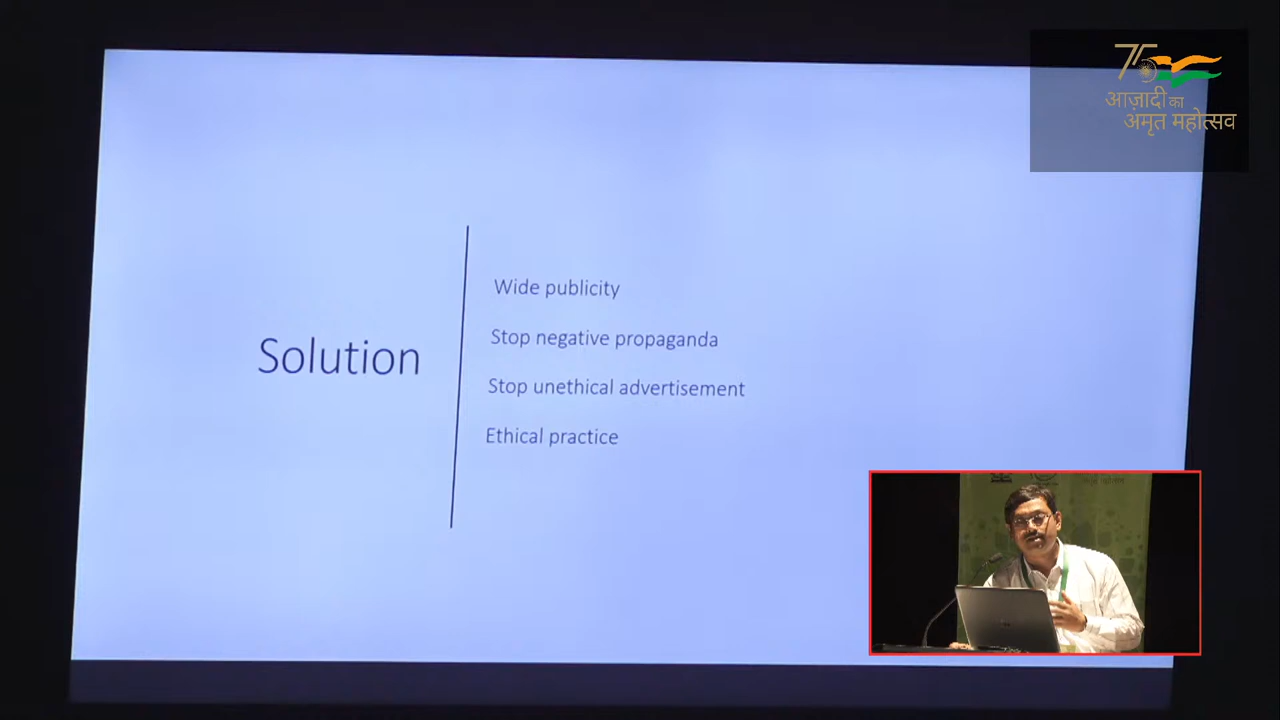 75
आज़ादी का
अमृत महोत्सव
Solution
Wide publicity
Stop negative propaganda
Stop unethical advertisement
Ethical practice